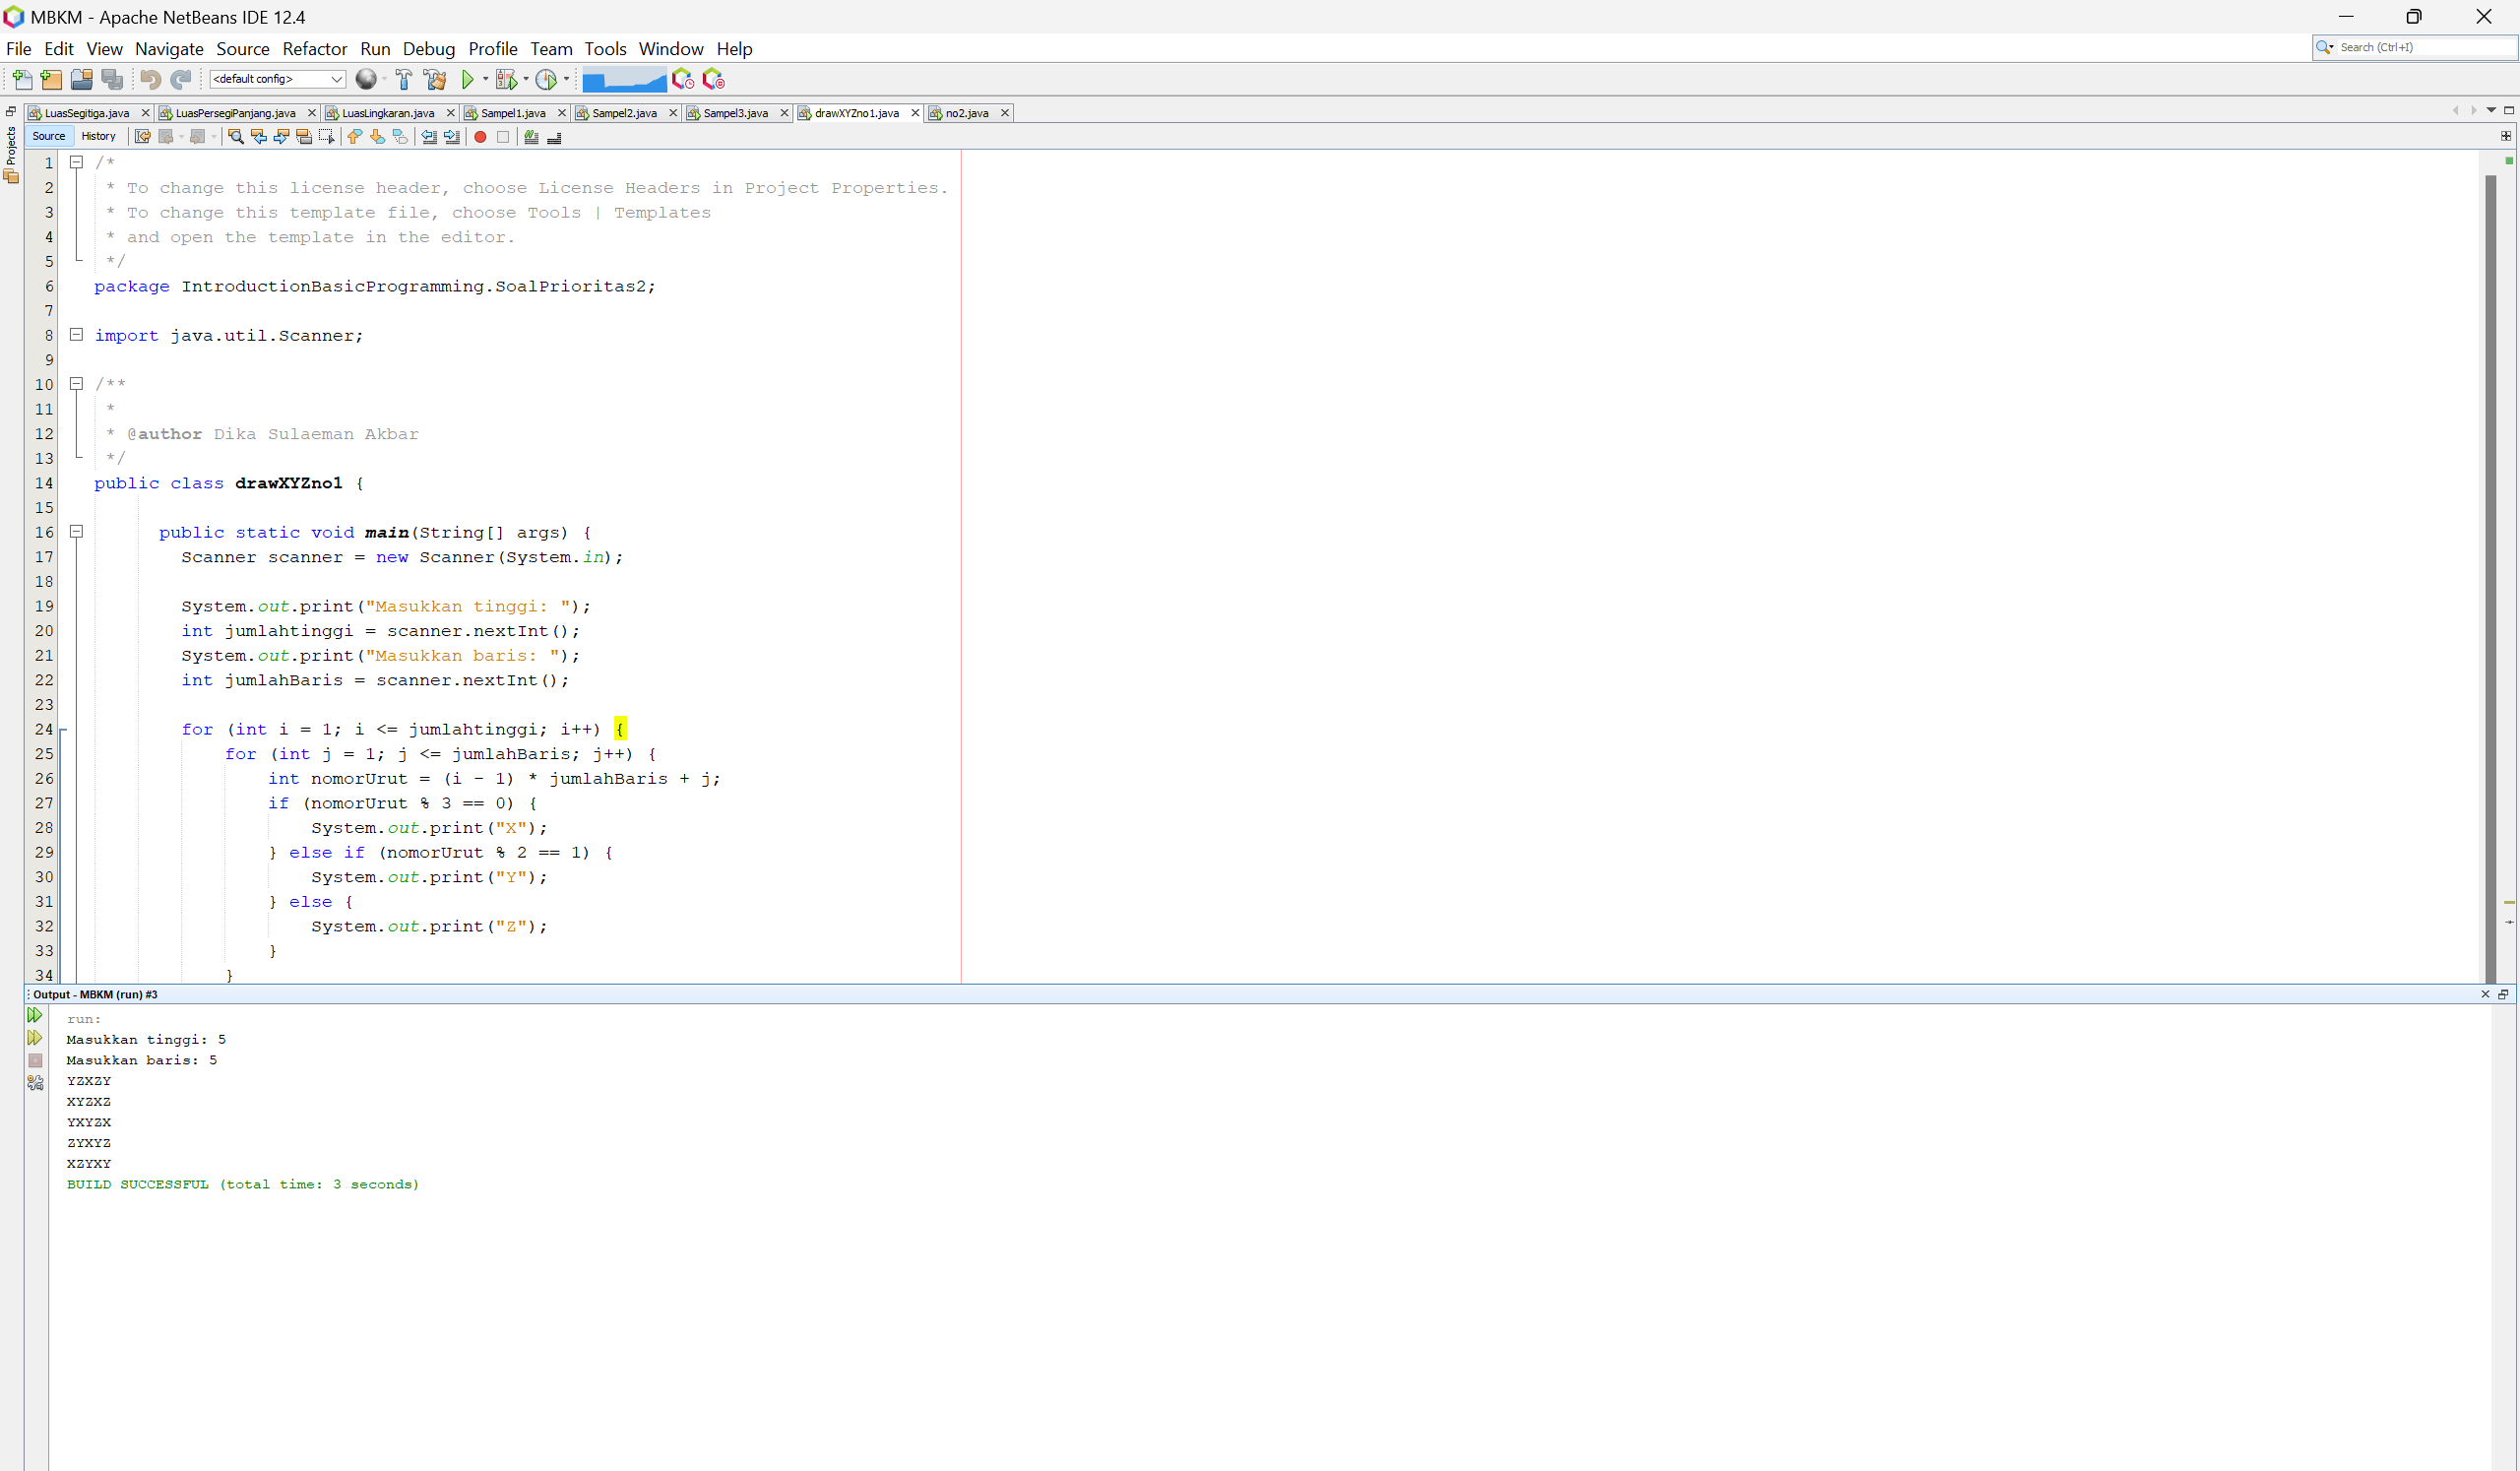 MBKM - Apache NetBeans IDE 12.4
File Edit View Navigate Source Refactor Run Debug Profile Team Tools Window Help
Search (Ctrl+I)
<default config>
LuasSegitiga.java LuasPersegiPanjang.java LuasLingkaran.java Sampel1.java Sampel2.java Sampel3.java drawXYZno1.java no2.java
Projects
Source History
1 /*
2 * To change this license header, choose License Headers in Project Properties.
3 * To change this template file, choose Tools | Templates
4 * and open the template in the editor.
5 */
6 package IntroductionBasicProgramming.SoalPrioritas2;
7
8 import java.util.Scanner;
9
10 /**
11 *
12 * @author Dika Sulaeman Akbar
13 */
14 public class drawXYZno1 {
15
16 public static void main(String[] args) {
17 Scanner scanner = new Scanner(System.in);
18
19 System.out.print("Masukkan tinggi: ");
20 int jumlahtinggi = scanner.nextInt();
21 System.out.print("Masukkan baris: ");
22 int jumlahBaris = scanner.nextInt();
23
24 for (int i = 1; i <= jumlahtinggi; i++) {
25 for (int j = 1; j <= jumlahBaris; j++) {
26 int nomorUrut = (i - 1) * jumlahBaris + j;
27 if (nomorUrut % 3 == 0) {
28 System.out.print("X");
29 } else if (nomorUrut % 2 == 1) {
30 System.out.print("Y");
31 } else {
32 System.out.print("Z");
33 }
34 }
Output - MBKM (run) #3
run:
Masukkan tinggi: 5
Masukkan baris: 5
YZXZY
XYZXZ
YXYZX
ZYXYZ
XZYXY
BUILD SUCCESSFUL (total time: 3 seconds)